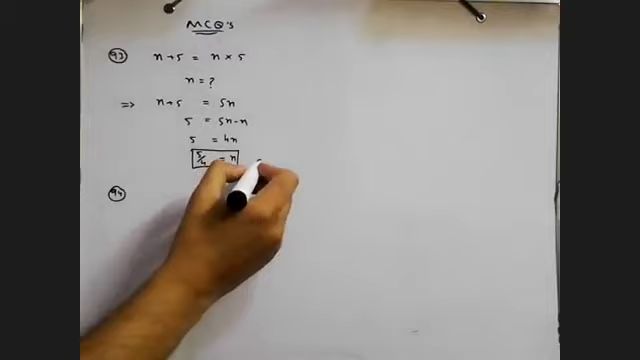 MCQ's
93 n+5 = n × 5
n = ?
⇒ n+5 = 5n
5 = 5n-n
5 = 4n
5/4 = n
94